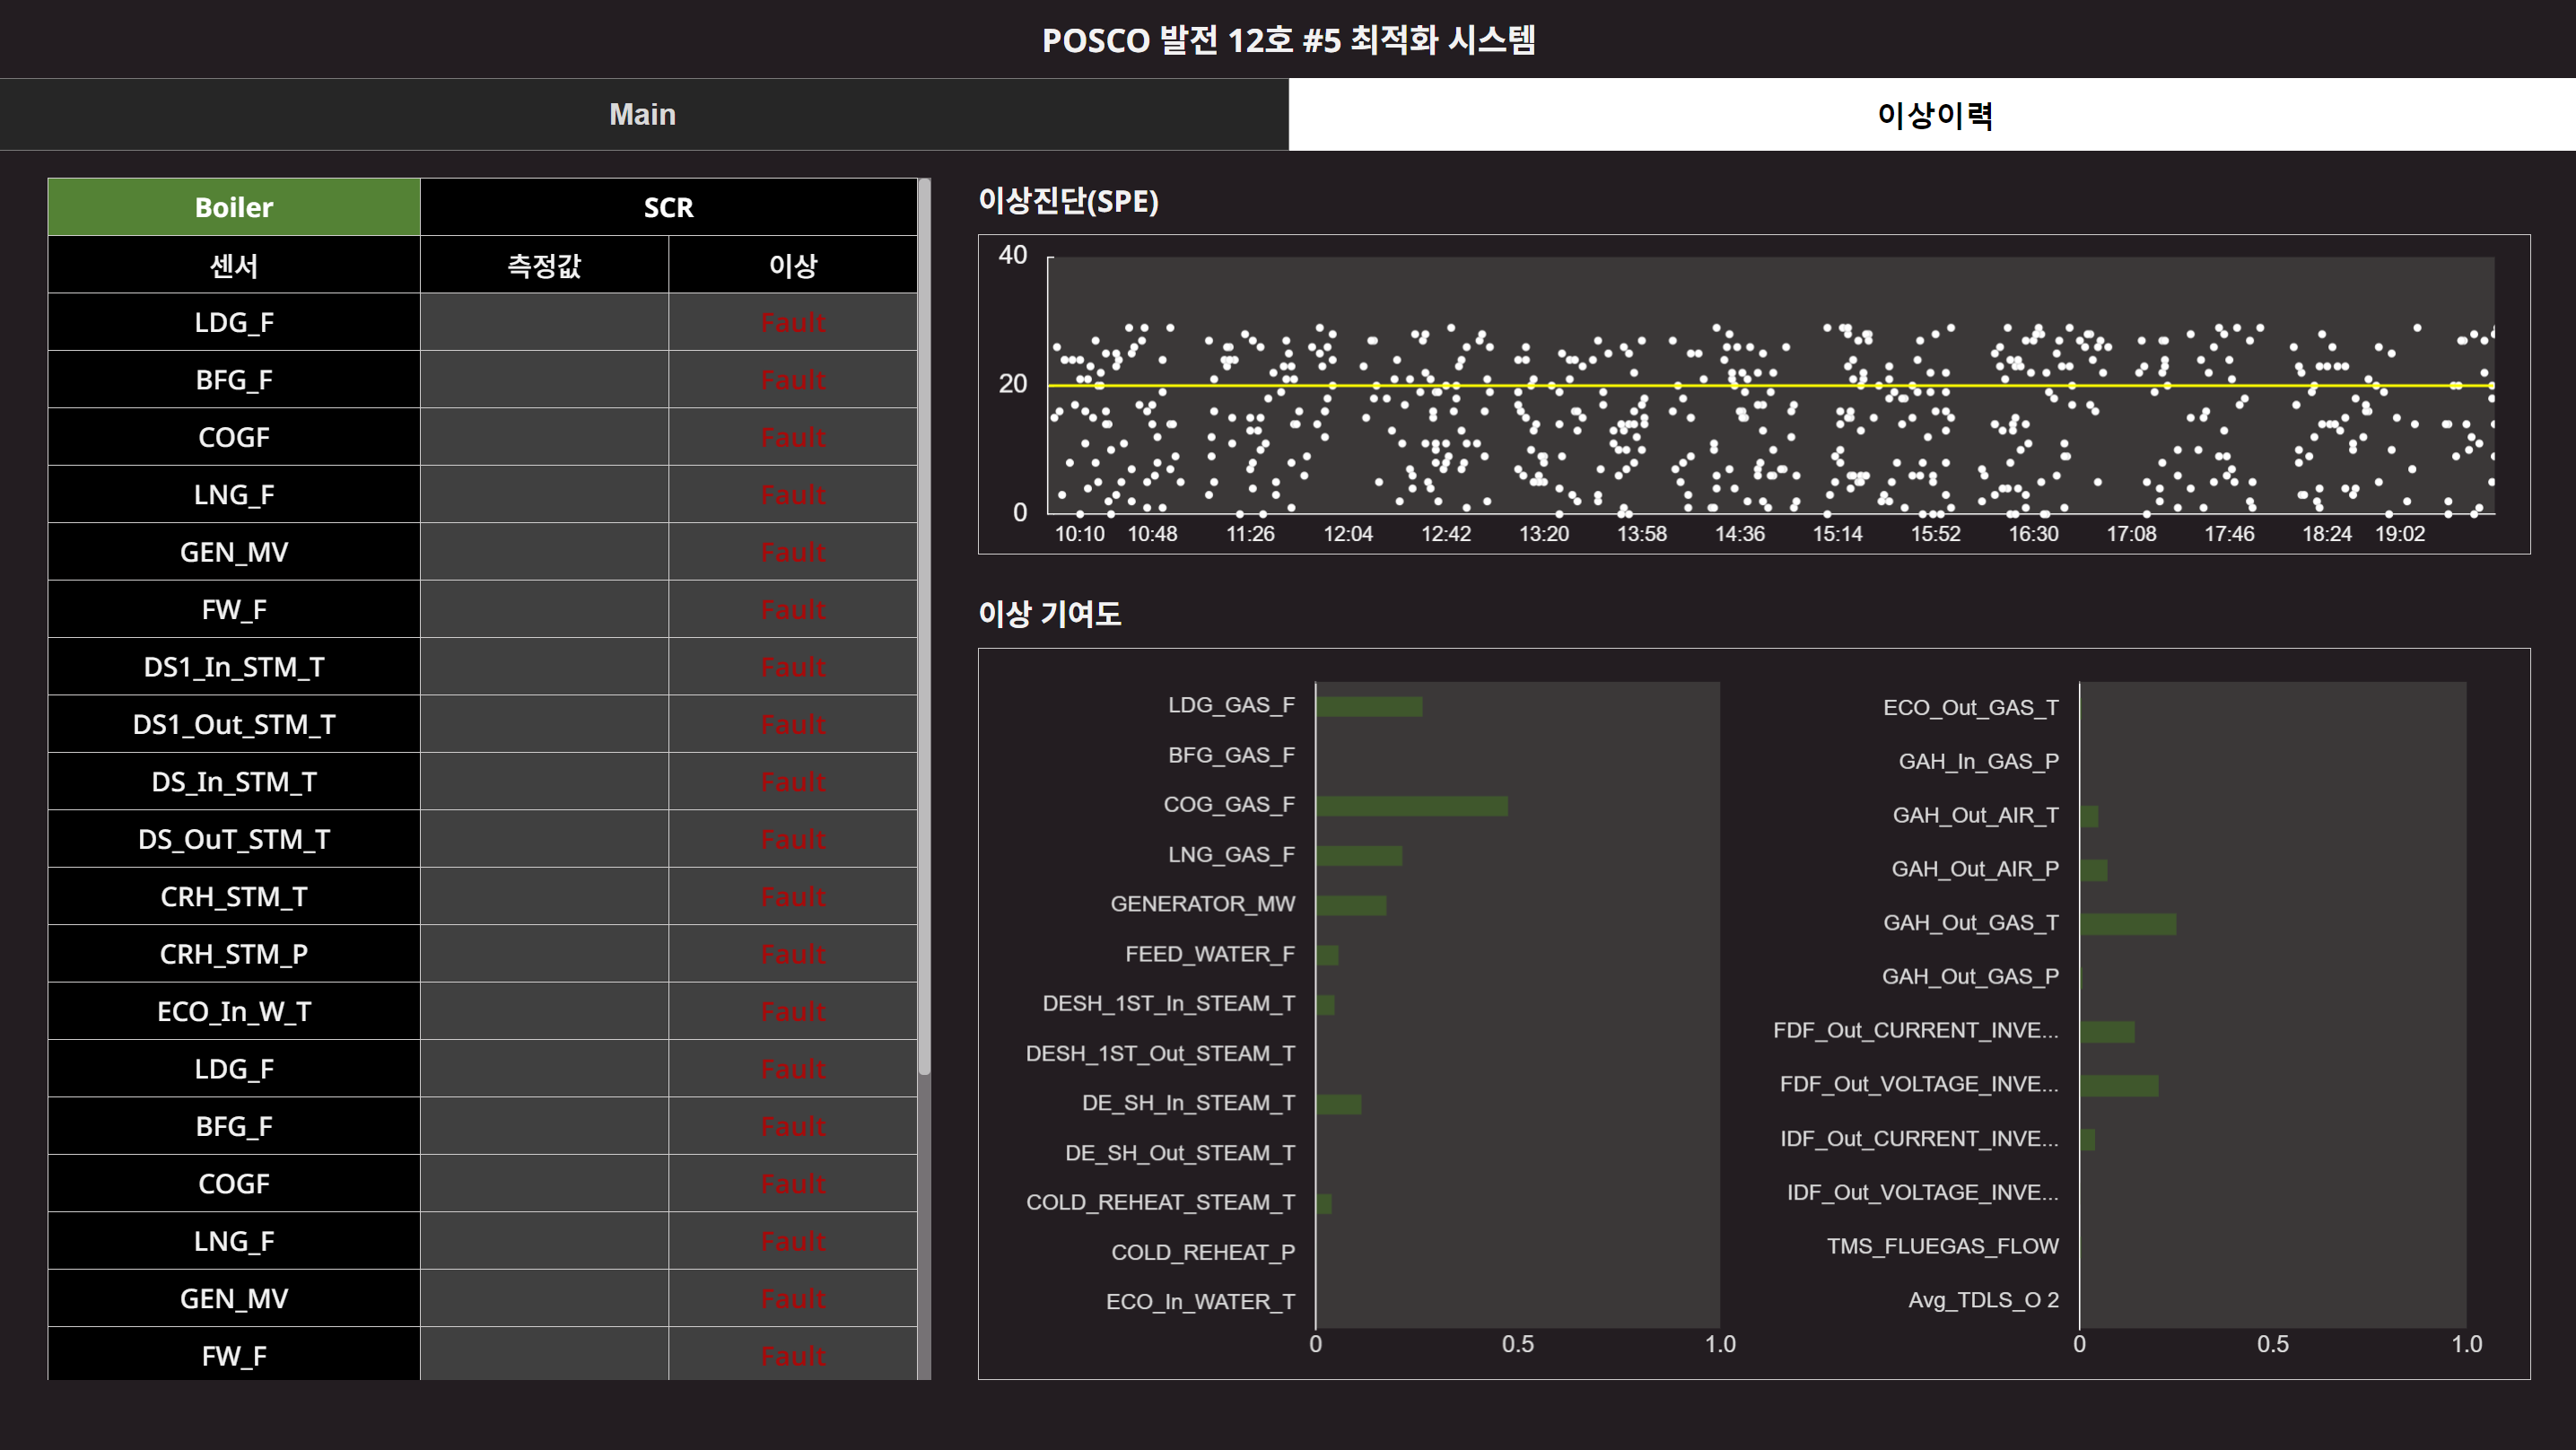 POSCO 발전 12호 #5 최적화 시스템
Main 이상이력
Boiler SCR
센서 측정값 이상
LDG_F Fault
BFG_F Fault
COGF Fault
LNG_F Fault
GEN_MV Fault
FW_F Fault
DS1_In_STM_T Fault
DS1_Out_STM_T Fault
DS_In_STM_T Fault
DS_OuT_STM_T Fault
CRH_STM_T Fault
CRH_STM_P Fault
ECO_In_W_T Fault
LDG_F Fault
BFG_F Fault
COGF Fault
LNG_F Fault
GEN_MV Fault
FW_F Fault
이상진단(SPE)
40
20
0
10:10 10:48 11:26 12:04 12:42 13:20 13:58 14:36 15:14 15:52 16:30 17:08 17:46 18:24 19:02
이상 기여도
LDG_GAS_F
BFG_GAS_F
COG_GAS_F
LNG_GAS_F
GENERATOR_MW
FEED_WATER_F
DESH_1ST_In_STEAM_T
DESH_1ST_Out_STEAM_T
DE_SH_In_STEAM_T
DE_SH_Out_STEAM_T
COLD_REHEAT_STEAM_T
COLD_REHEAT_P
ECO_In_WATER_T
0 0.5 1.0
ECO_Out_GAS_T
GAH_In_GAS_P
GAH_Out_AIR_T
GAH_Out_AIR_P
GAH_Out_GAS_T
GAH_Out_GAS_P
FDF_Out_CURRENT_INVE...
FDF_Out_VOLTAGE_INVE...
IDF_Out_CURRENT_INVE...
IDF_Out_VOLTAGE_INVE...
TMS_FLUEGAS_FLOW
Avg_TDLS_O 2
0 0.5 1.0